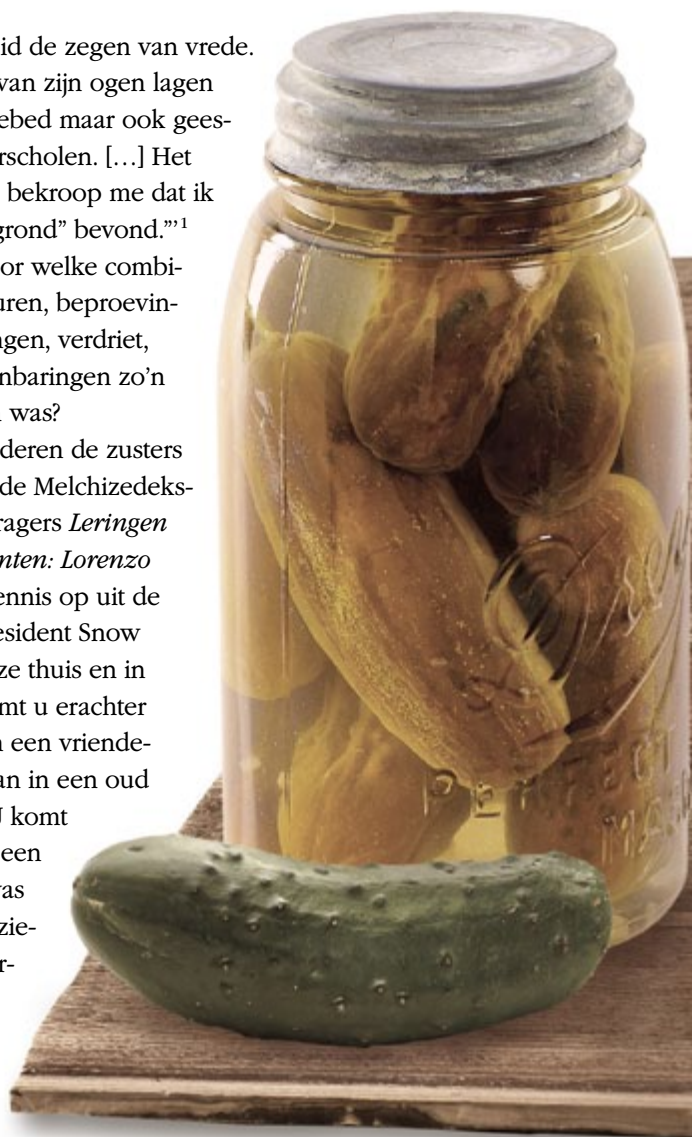 id de zegen van vrede.
van zijn ogen lagen
ebed maar ook gees-
rscholen. […] Het
bekroop me dat ik
grond” bevond.”’¹
or welke combi-
uren, beproevin-
ngen, verdriet,
nbaringen zo’n
was?
deren de zusters
de Melchizedeks-
ragers Leringen
nten: Lorenzo
ennis op uit de
esident Snow
ze thuis en in
mt u erachter
n een vriende-
an in een oud
komt
een
vas
zie-
r-
PERFECT
MA